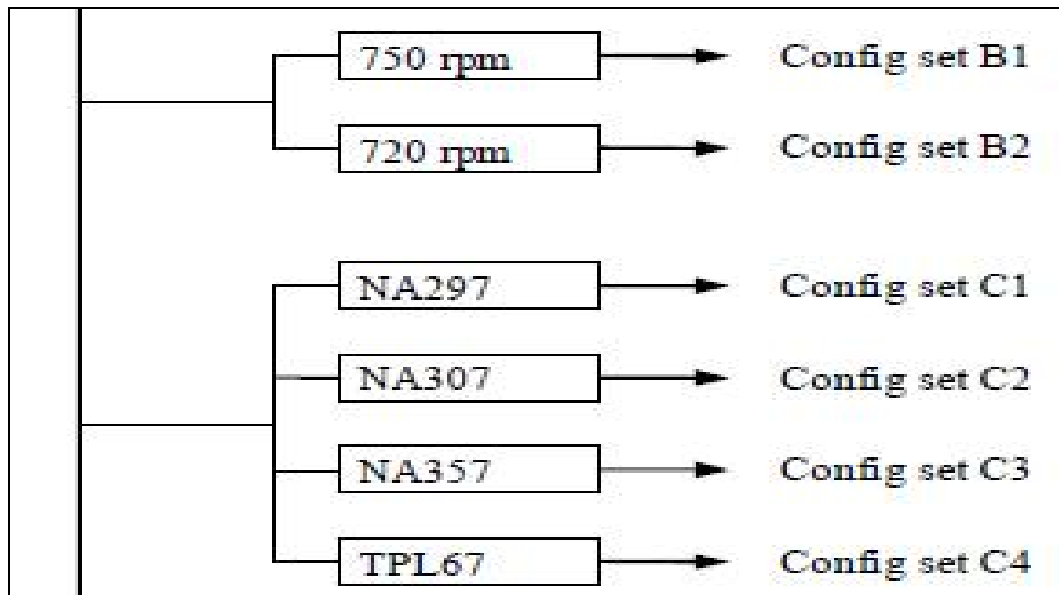 750 rpm Config set B1
720 rpm Config set B2
NA297 Config set C1
NA307 Config set C2
NA357 Config set C3
TPL67 Config set C4